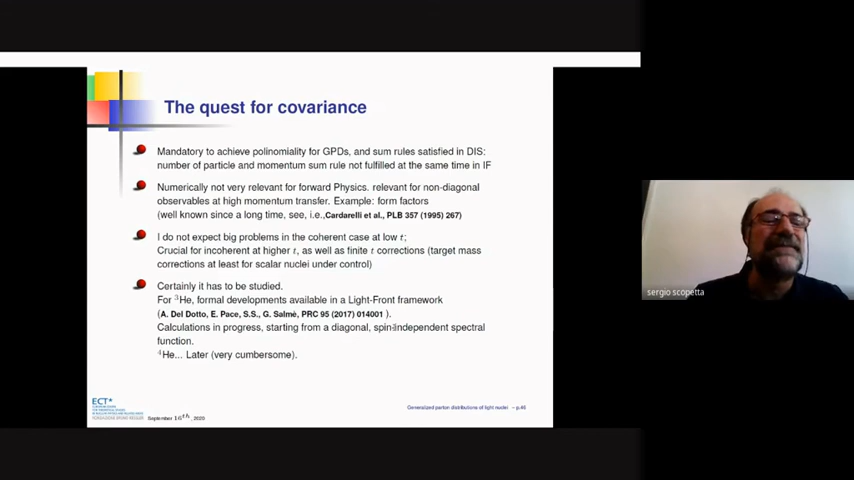 The quest for covariance
Mandatory to achieve polinomiality for GPDs, and sum rules satisfied in DIS:
number of particle and momentum sum rule not fulfilled at the same time in IF
Numerically not very relevant for forward Physics. relevant for non-diagonal
observables at high momentum transfer. Example: form factors
(well known since a long time, see, i.e.,Cardarelli et al., PLB 357 (1995) 267)
I do not expect big problems in the coherent case at low t;
Crucial for incoherent at higher t, as well as finite t corrections (target mass
corrections at least for scalar nuclei under control)
Certainly it has to be studied.
For ³He, formal developments available in a Light-Front framework
(A. Del Dotto, E. Pace, S.S., G. Salmè, PRC 95 (2017) 014001 ).
Calculations in progress, starting from a diagonal, spin-independent spectral
function.
⁴He... Later (very cumbersome).
ECT*
September 16th, 2020
Generalized parton distributions of light nuclei – p.46
sergio scopetta